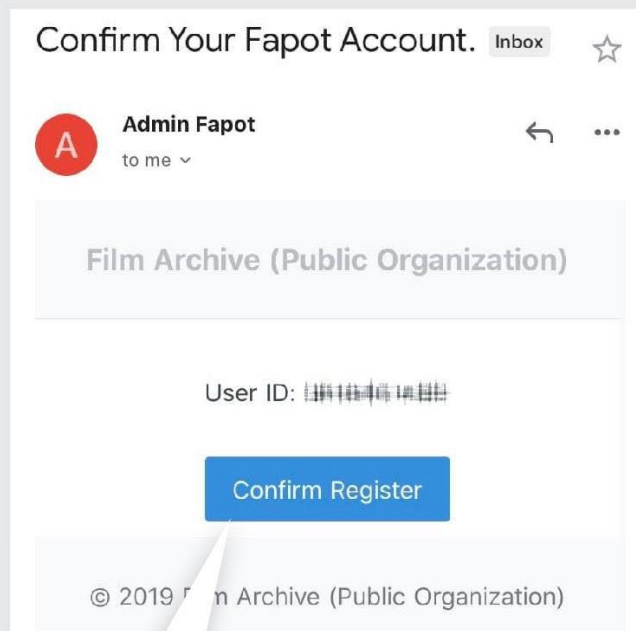 Confirm Your Fapot Account. Inbox
A
Admin Fapot
to me
Film Archive (Public Organization)
User ID:
Confirm Register
© 2019 Archive (Public Organization)